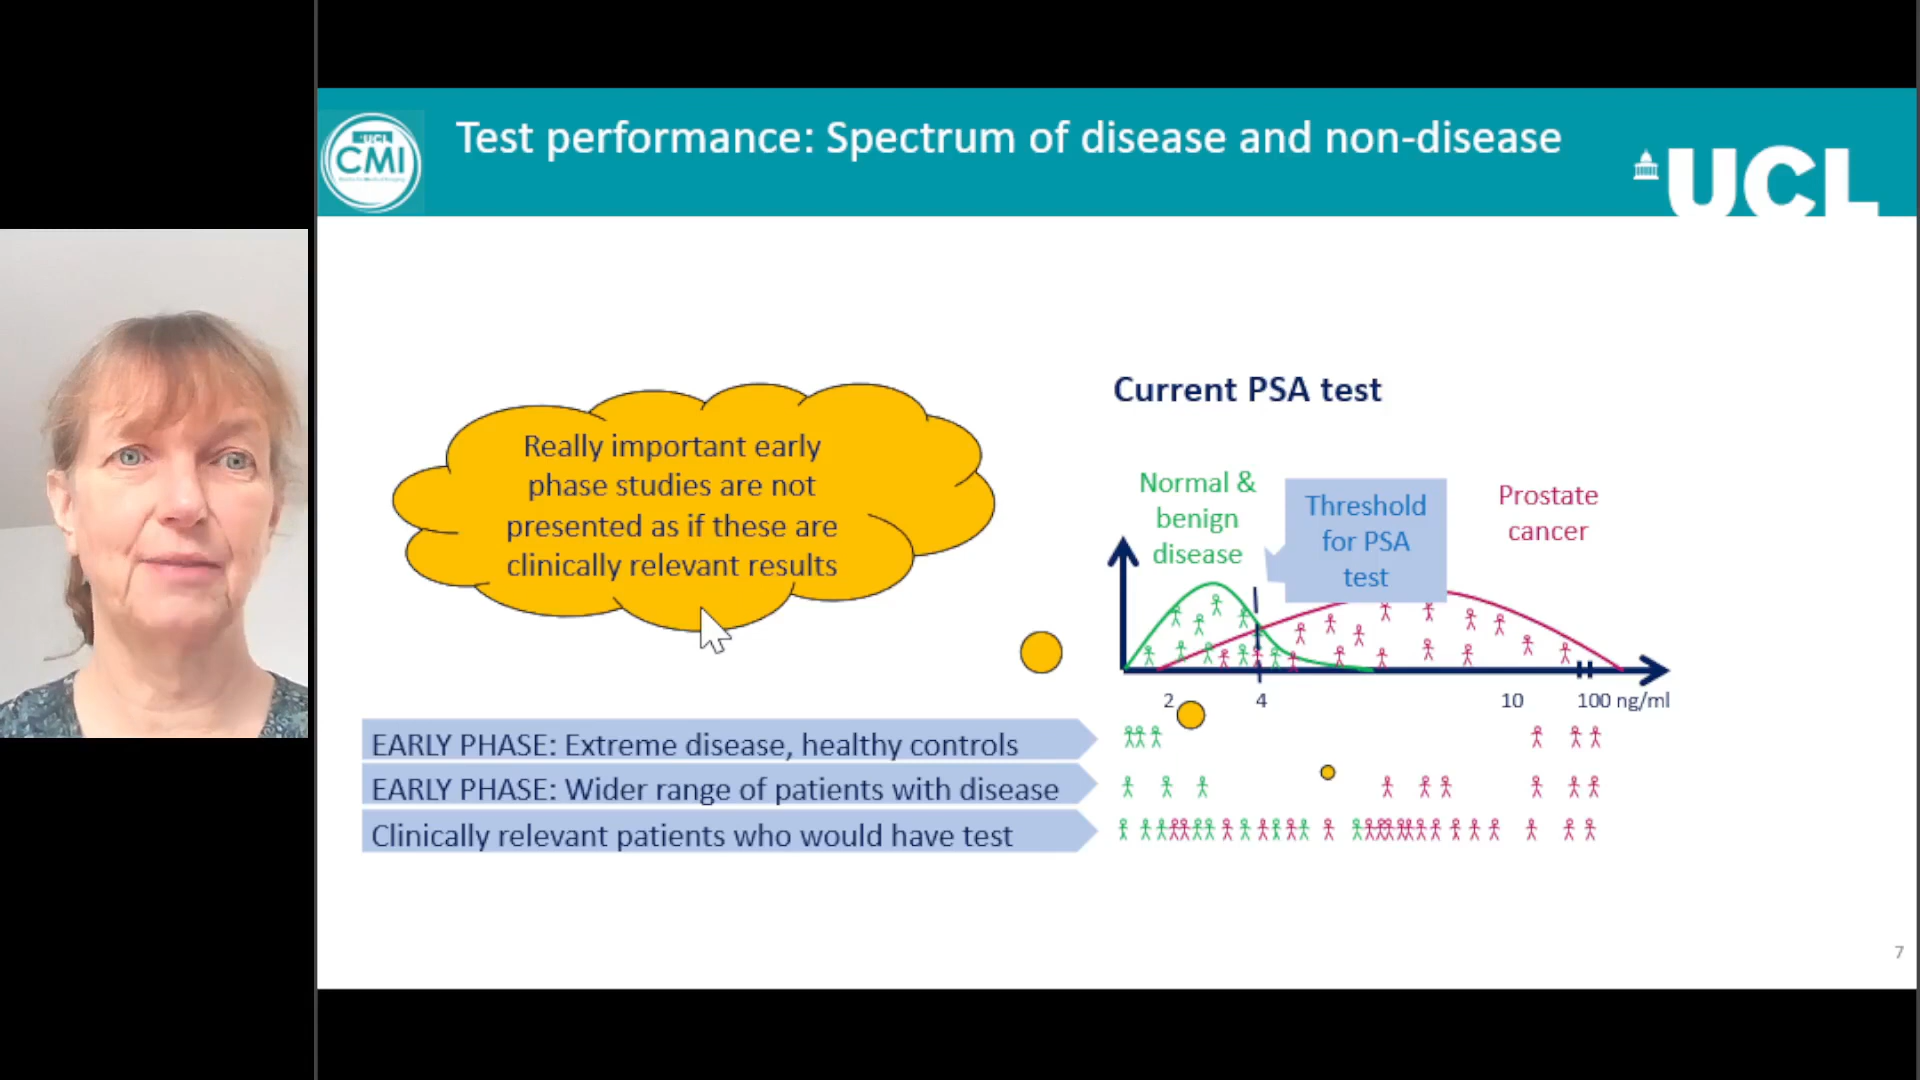 UCL
CMI
Test performance: Spectrum of disease and non-disease
UCL
Really important early
phase studies are not
presented as if these are
clinically relevant results
Current PSA test
Normal &
benign
disease
Threshold
for PSA
test
Prostate
cancer
2 4 10 100 ng/ml
EARLY PHASE: Extreme disease, healthy controls
EARLY PHASE: Wider range of patients with disease
Clinically relevant patients who would have test
7